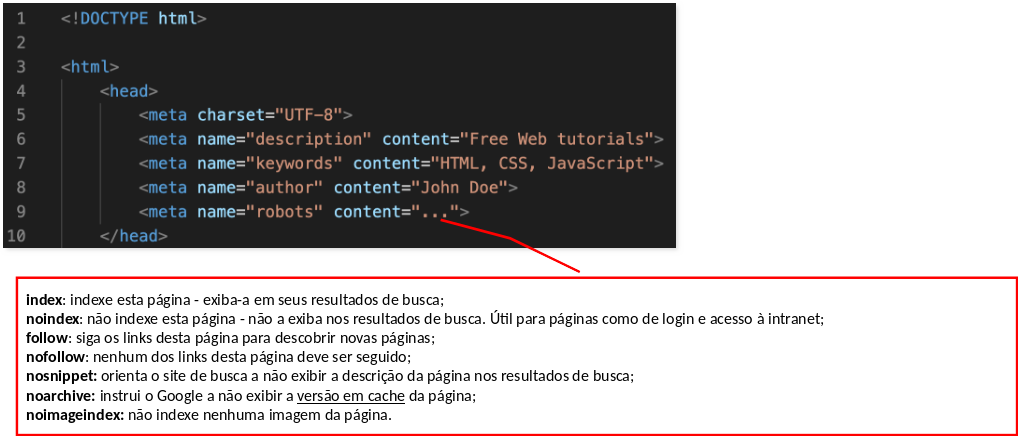 1 <!DOCTYPE html>
2
3 <html>
4 <head>
5 <meta charset="UTF-8">
6 <meta name="description" content="Free Web tutorials">
7 <meta name="keywords" content="HTML, CSS, JavaScript">
8 <meta name="author" content="John Doe">
9 <meta name="robots" content="...">
10 </head>
index: indexe esta página - exiba-a em seus resultados de busca;
noindex: não indexe esta página - não a exiba nos resultados de busca. Útil para páginas como de login e acesso à intranet;
follow: siga os links desta página para descobrir novas páginas;
nofollow: nenhum dos links desta página deve ser seguido;
nosnippet: orienta o site de busca a não exibir a descrição da página nos resultados de busca;
noarchive: instrui o Google a não exibir a versão em cache da página;
noimageindex: não indexe nenhuma imagem da página.